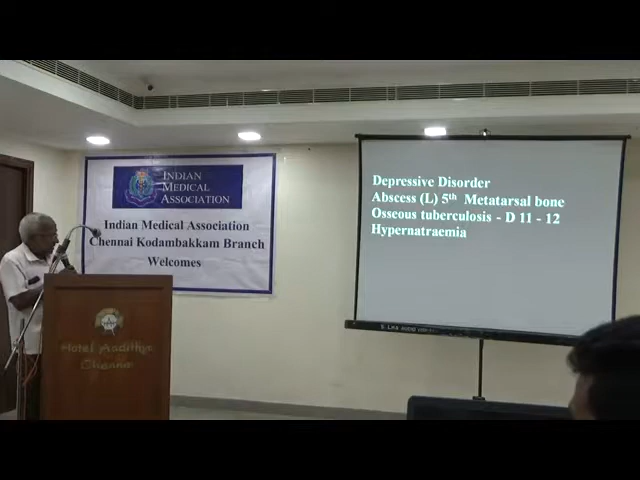 INDIAN
MEDICAL
ASSOCIATION
Indian Medical Association
Chennai Kodambakkam Branch
Welcomes
Depressive Disorder
Abscess (L) 5th Metatarsal bone
Osseous tuberculosis - D 11 - 12
Hypernatraemia
Hotel Aadithya
Chennai